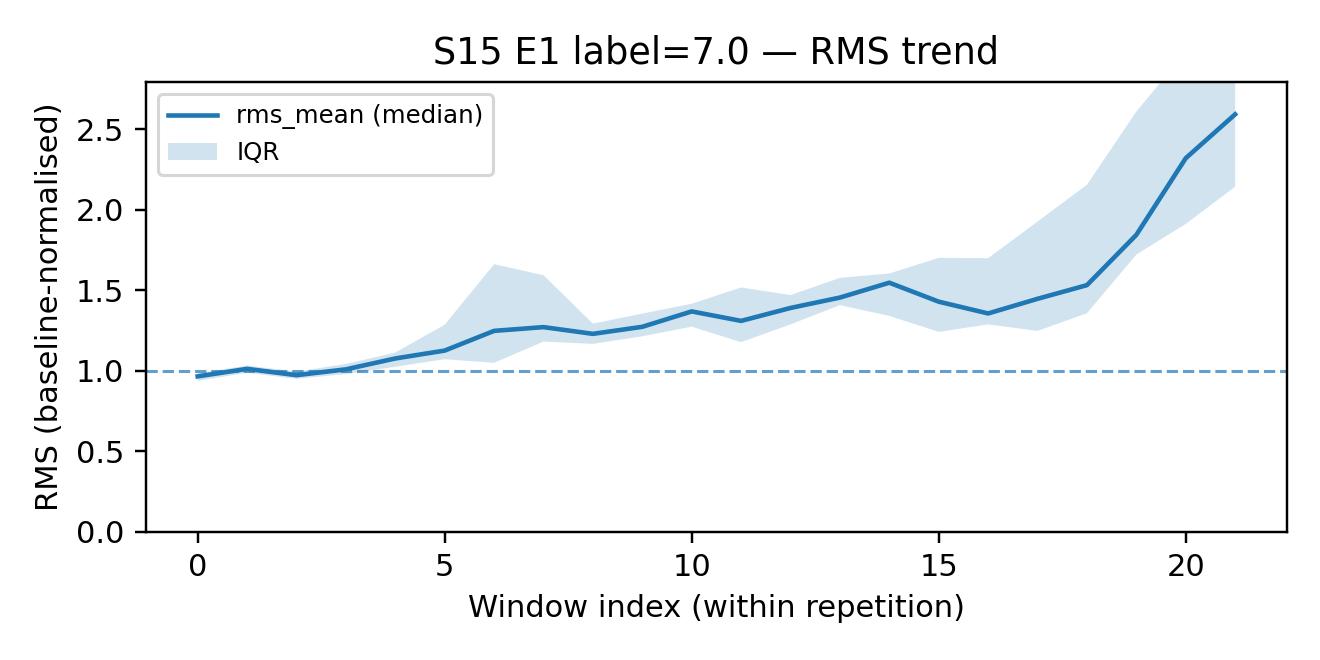 S15 E1 label=7.0 — RMS trend
rms_mean (median)
IQR
RMS (baseline-normalised)
2.5
2.0
1.5
1.0
0.5
0.0
0 5 10 15 20
Window index (within repetition)